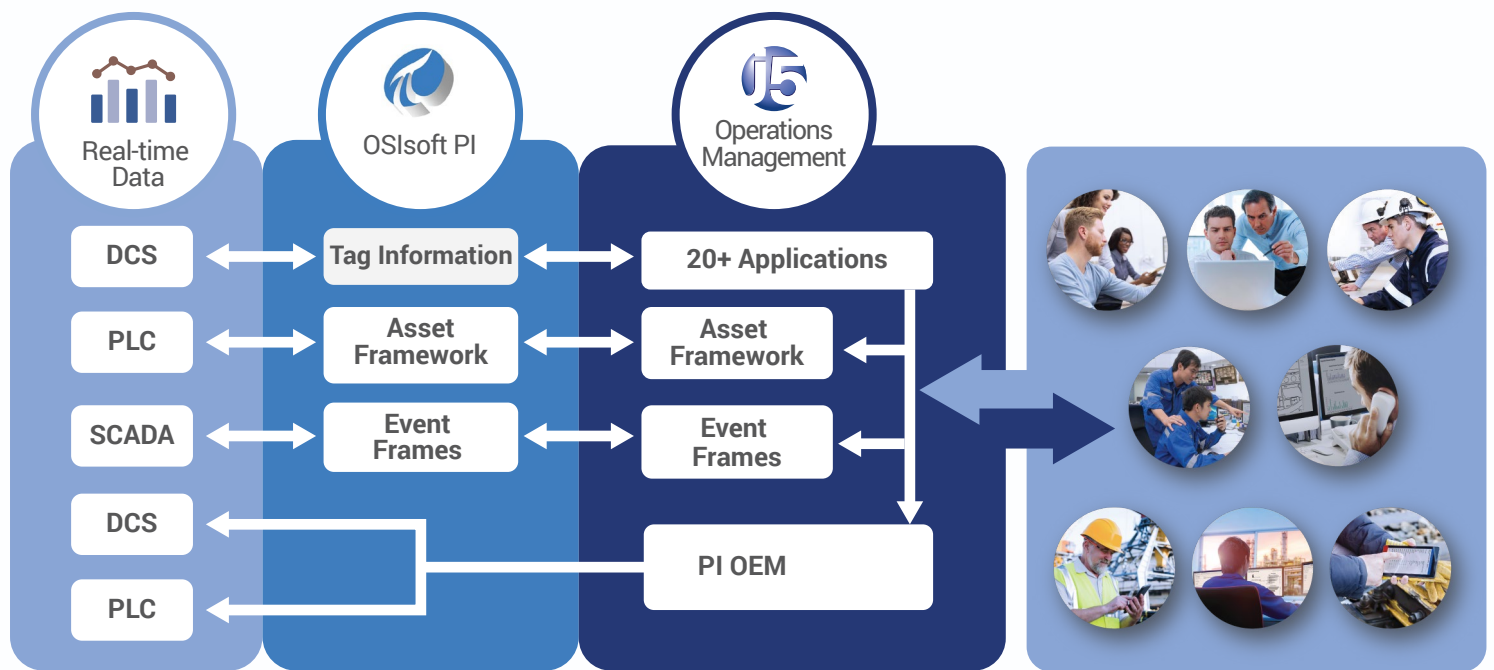 Real-time
Data
OSIsoft PI
j5
Operations
Management
DCS
Tag Information
20+ Applications
PLC
Asset
Framework
Asset
Framework
SCADA
Event
Frames
Event
Frames
DCS
PI OEM
PLC